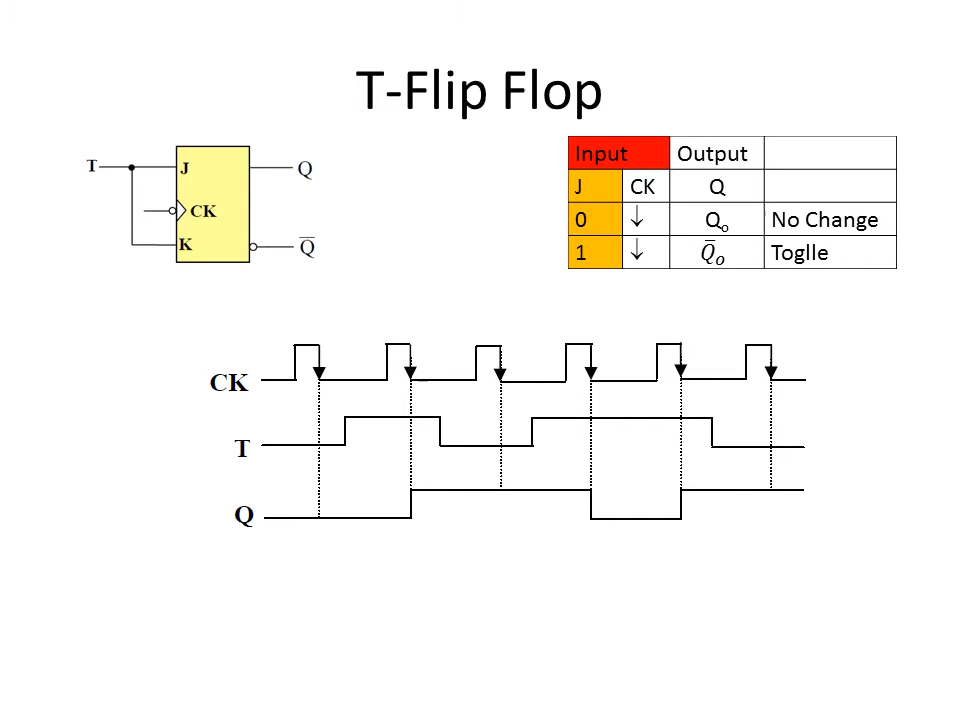 T-Flip Flop
T
J
Q
CK
K
Q̅
Input Output
J CK Q
0 ↓ Qₒ No Change
1 ↓ Q̅ₒ Toglle
CK
T
Q